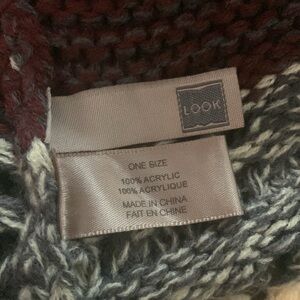 LOOK
ONE SIZE
100% ACRYLIC
100% ACRYLIQUE
MADE IN CHINA
FAIT EN CHINE